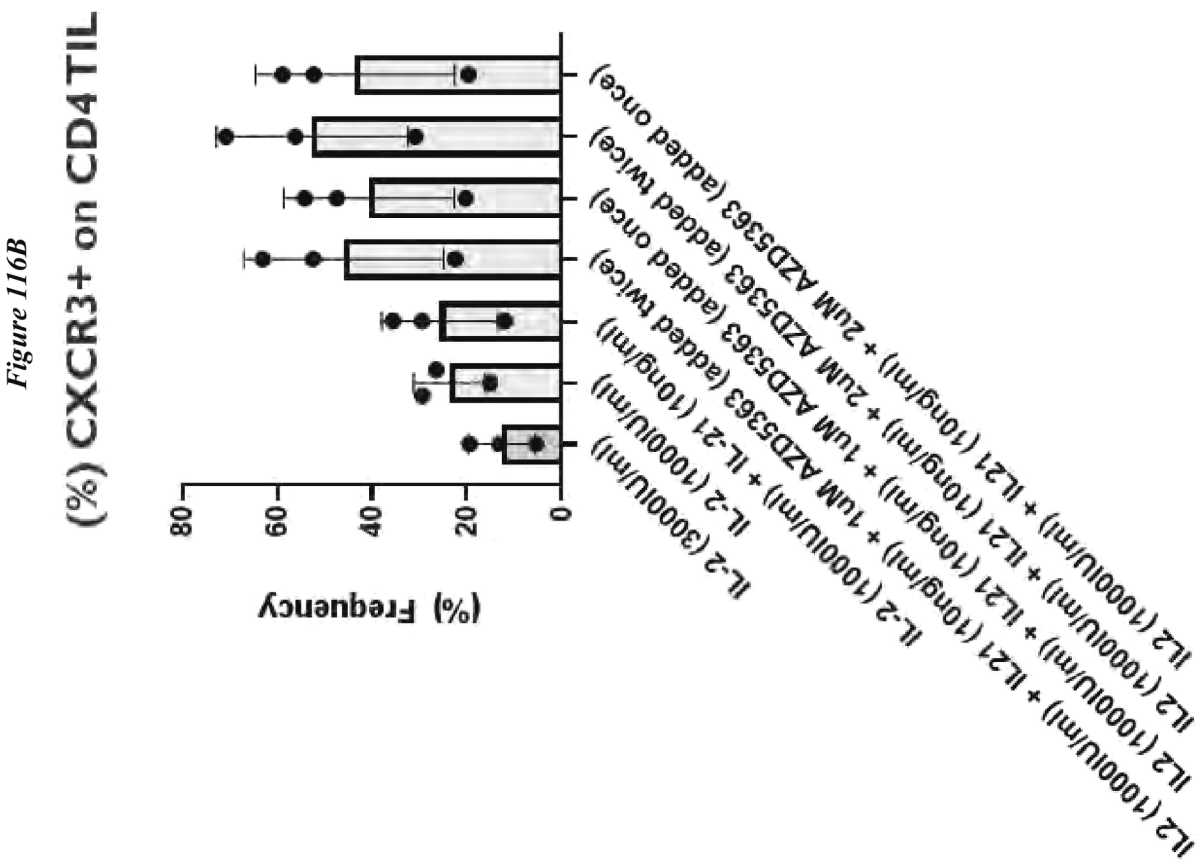 Figure 116B
(%) CXCR3+ on CD4 TIL
(%) Frequency
80
60
40
20
0
IL-2 (3000IU/ml)
IL-2 (1000IU/ml)
IL-2 (1000IU/ml) + IL-21 (10ng/ml)
IL2 (1000IU/ml) + IL21 (10ng/ml) + 1uM AZD5363 (added twice)
IL2 (1000IU/ml) + IL21 (10ng/ml) + 1uM AZD5363 (added once)
IL2 (1000IU/ml) + IL21 (10ng/ml) + 2uM AZD5363 (added twice)
IL2 (1000IU/ml) + IL21 (10ng/ml) + 2uM AZD5363 (added once)